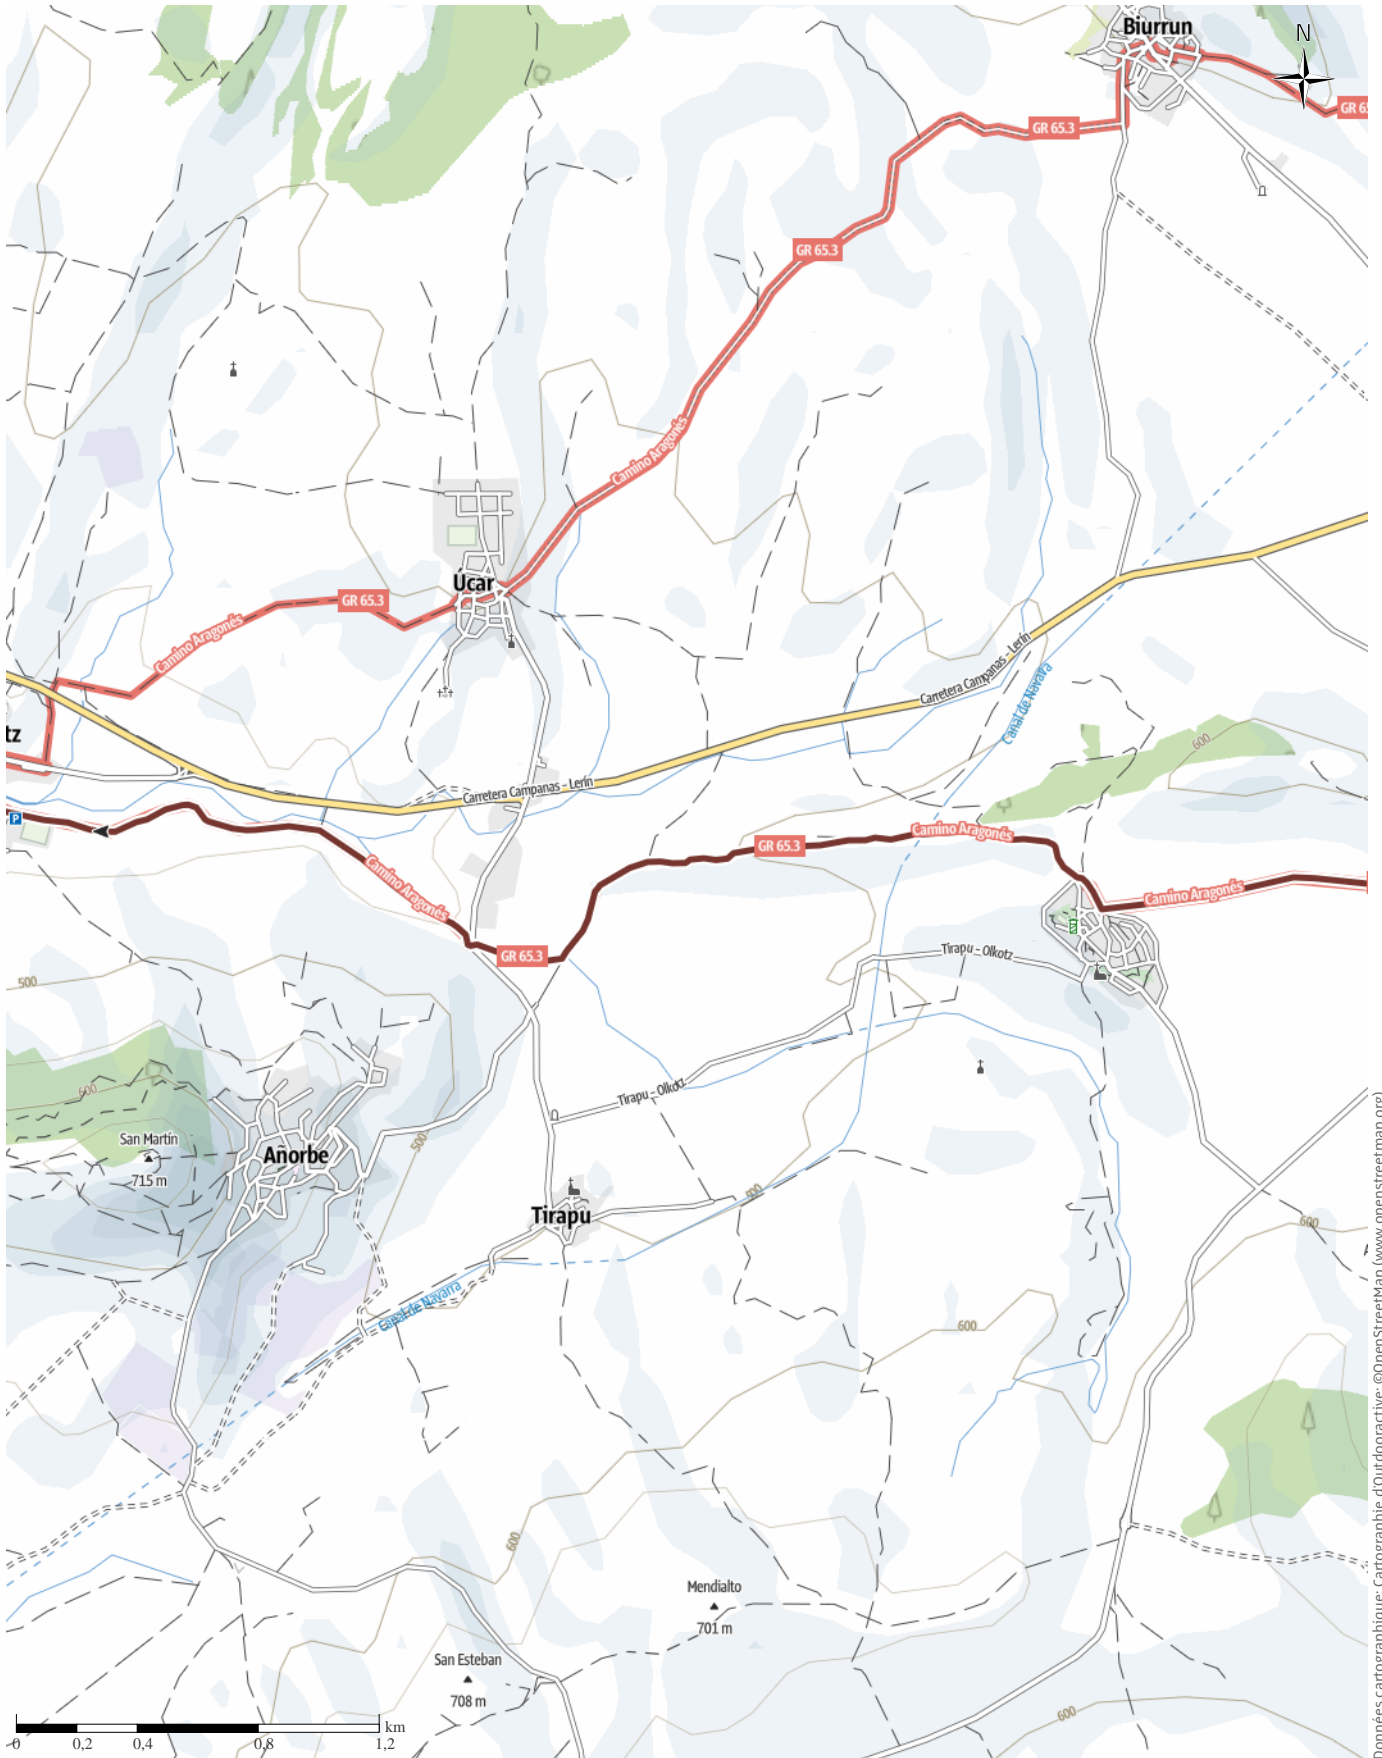 Biurrun
N
GR 65.3
GR 6
GR 65.3
Camino Aragonés
Úcar
GR 65.3
Camino Aragonés
Carretera Campanas - Lerín
Canal de Navarra
tz
600
Carretera Campanas - Lerín
P
Camino Aragonés
GR 65.3
Camino Aragonés
Camino Aragonés
GR 65.3
Tirapu - Olkotz
500
600
Tirapu - Olkotz
San Martín
715 m
Añorbe
500
Tirapu
600
600
Canal de Navarra
600
600
Mendialto
701 m
San Esteban
708 m
600
km
0 0,2 0,4 0,8 1,2
Données cartographique: Cartographie d'Outdooractive; ©OpenStreetMap (www.openstreetmap.org)